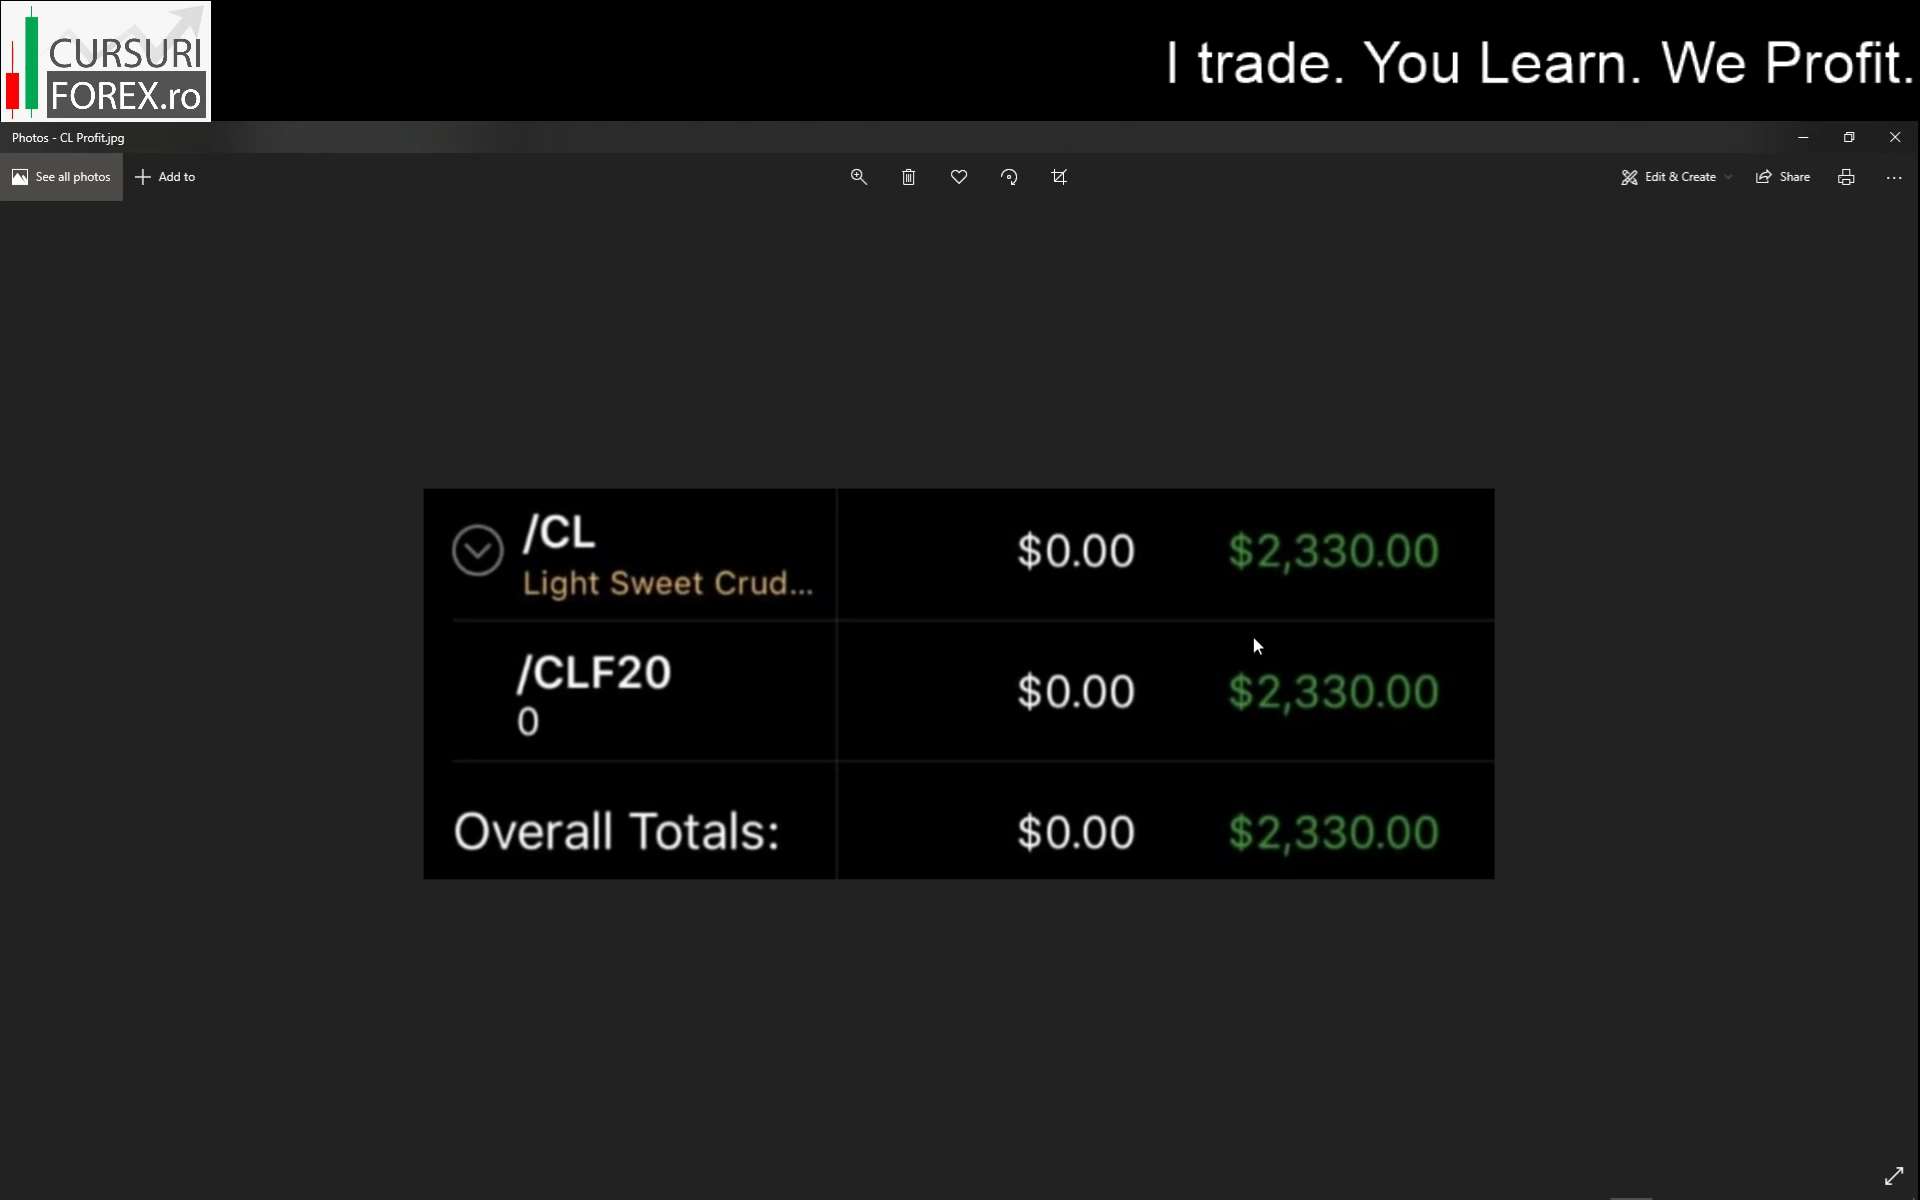 CURSURI
FOREX.ro
I trade. You Learn. We Profit.
Photos - CL Profit.jpg
See all photos
Add to
Edit & Create
Share
/CL $0.00 $2,330.00
Light Sweet Crud...
/CLF20 $0.00 $2,330.00
0
Overall Totals: $0.00 $2,330.00